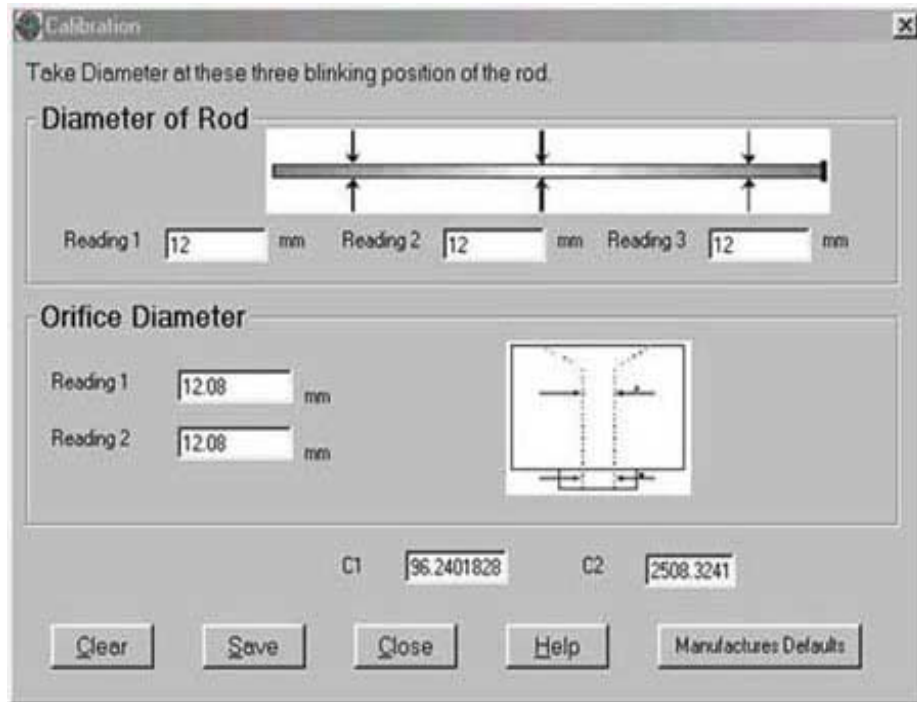 Calibration
Take Diameter at these three blinking position of the rod.
Diameter of Rod
Reading 1 12 mm Reading 2 12 mm Reading 3 12 mm
Orifice Diameter
Reading 1 12.08 mm
Reading 2 12.08 mm
C1 96.2401828 C2 2508.3241
Clear Save Close Help Manufactures Defaults